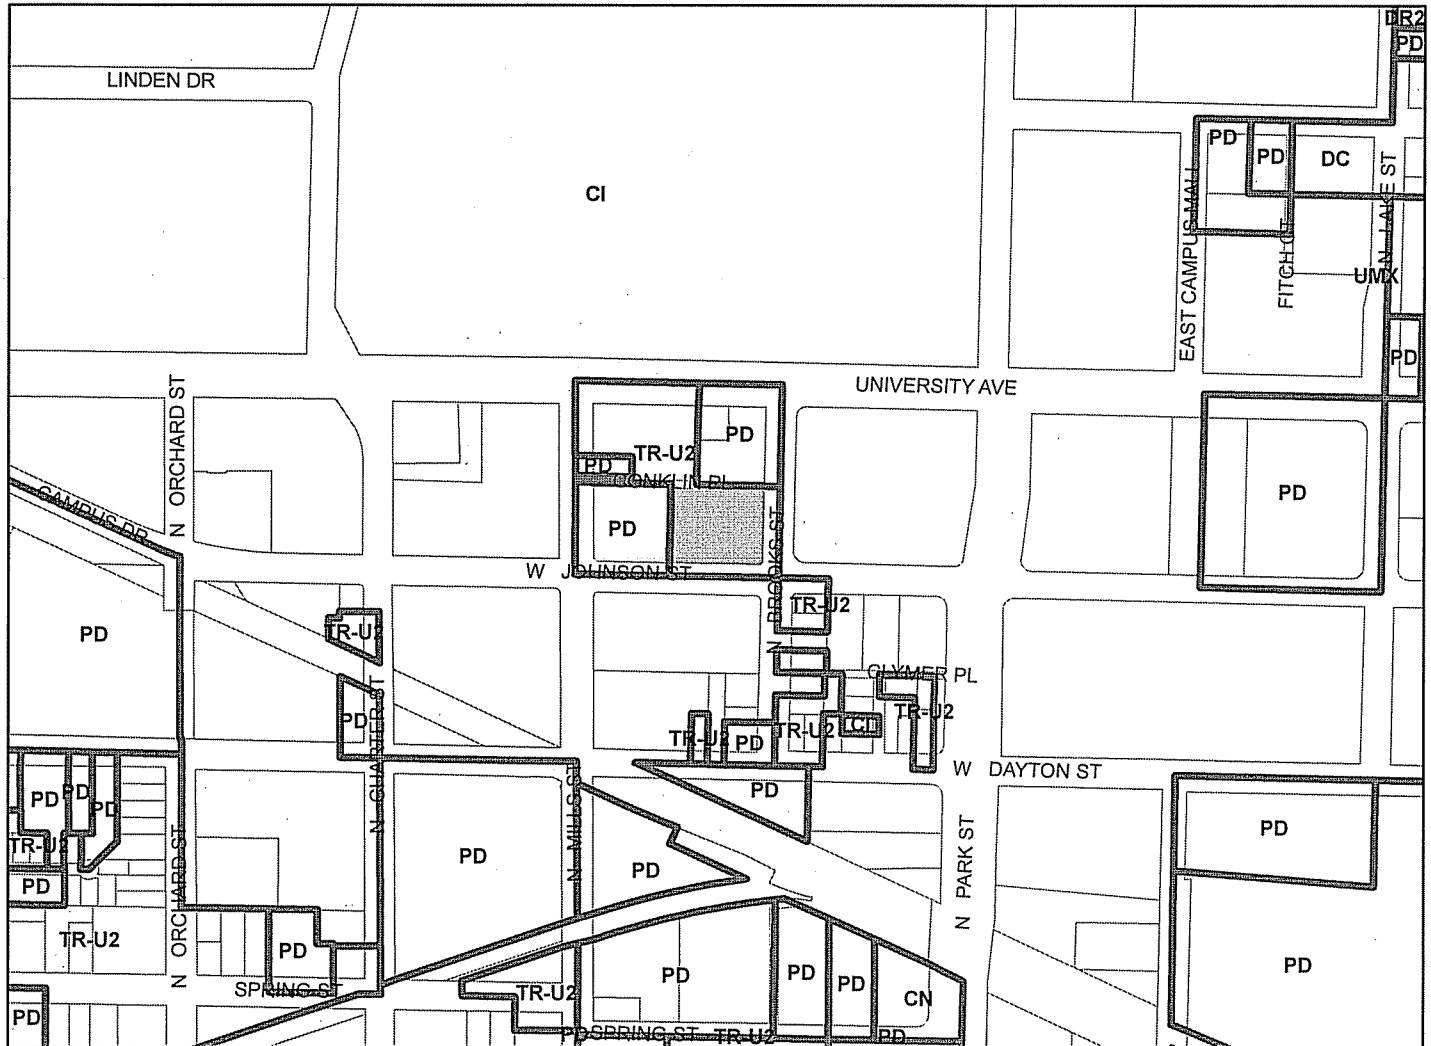 DR2
PD
LINDEN DR
PD
PD
DC
CI
N LAKE ST
EAST CAMPUS MALL
FITCH CT
UMX
PD
UNIVERSITY AVE
N ORCHARD ST
PD
TR-U2
PD
CONKLIN PL
PD
PD
CAMPUS DR
W JOHNSON ST
N BROOKS ST
TR-U2
TR-U2
PD
CLYMER PL
PD
TR-U2
TR-U2
CI
TR-U2
PD
N CHARTER ST
W DAYTON ST
PD
PD
PD
PD
N MILLS ST
PD
TR-U2
N PARK ST
PD
PD
PD
PD
N ORCHARD ST
TR-U2
PD
PD
PD
PD
PD
SPRING ST
TR-U2
CN
PD
PD
SPRING ST
TR-U2
PD